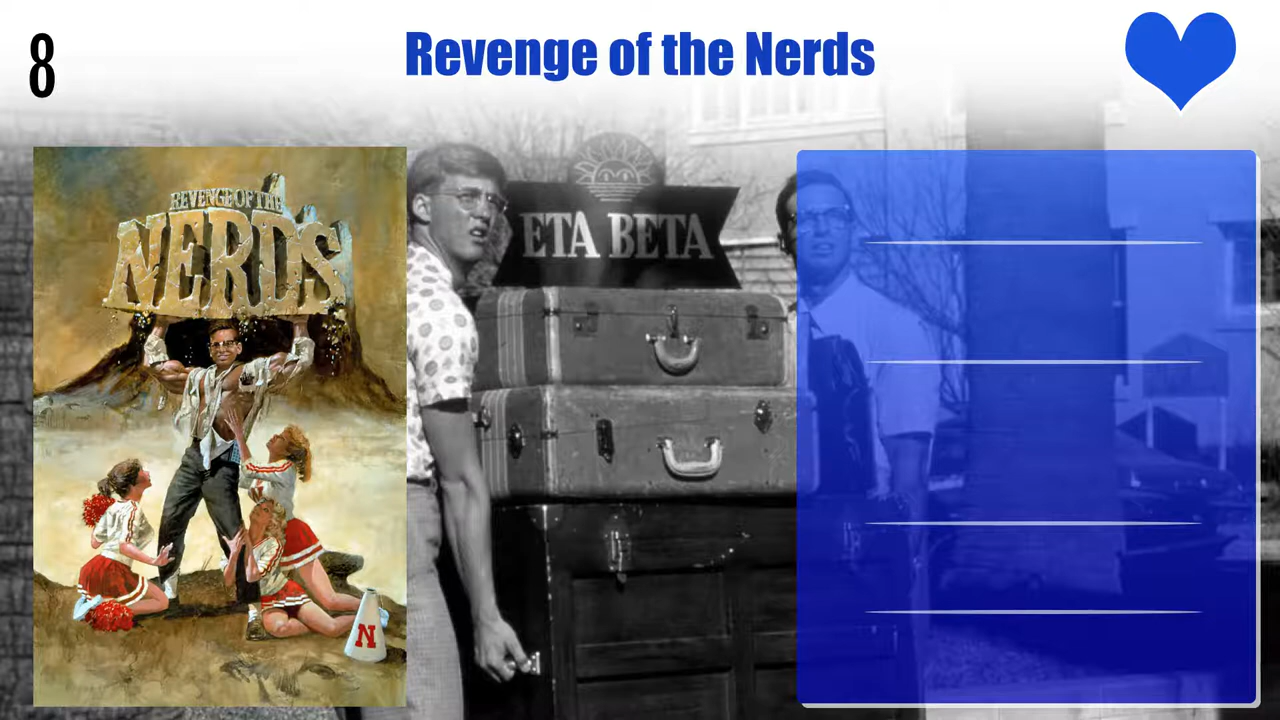 8
Revenge of the Nerds
REVENGE OF THE
NERDS
N
ETA BETA